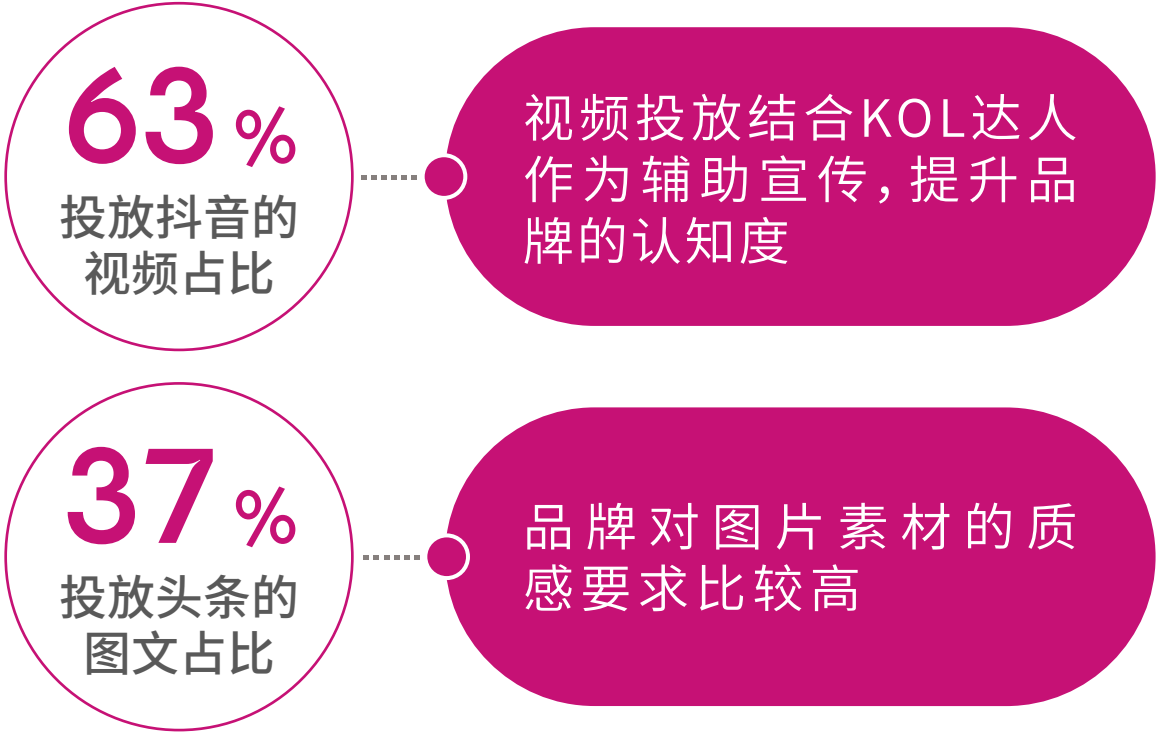 63%
投放抖音的
视频占比
视频投放结合KOL达人
作为辅助宣传，提升品
牌的认知度
37%
投放头条的
图文占比
品牌对图片素材的质
感要求比较高